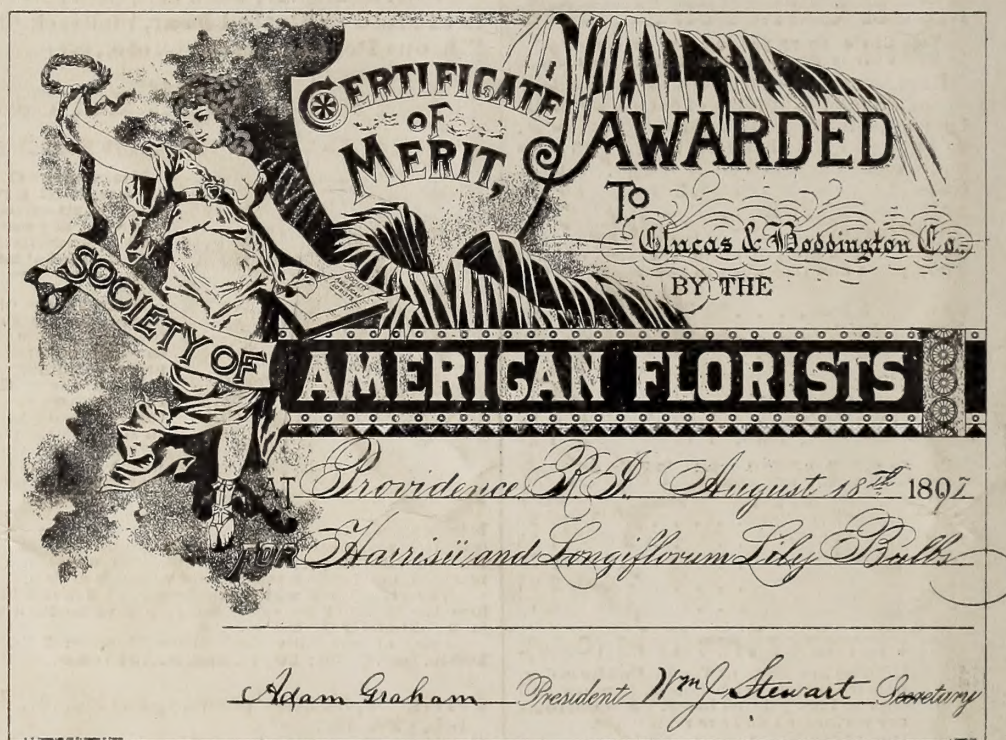 CERTIFICATE
OF
MERIT,
AWARDED
TO
Clucas & Boddington Co.
BY THE
SOCIETY OF
AMERICAN FLORISTS
AT Providence, R.I. August 18th 1897
FOR Harrisii and Longiflorum Lily Bulbs
Adam Graham President Wm J. Stewart Secretary